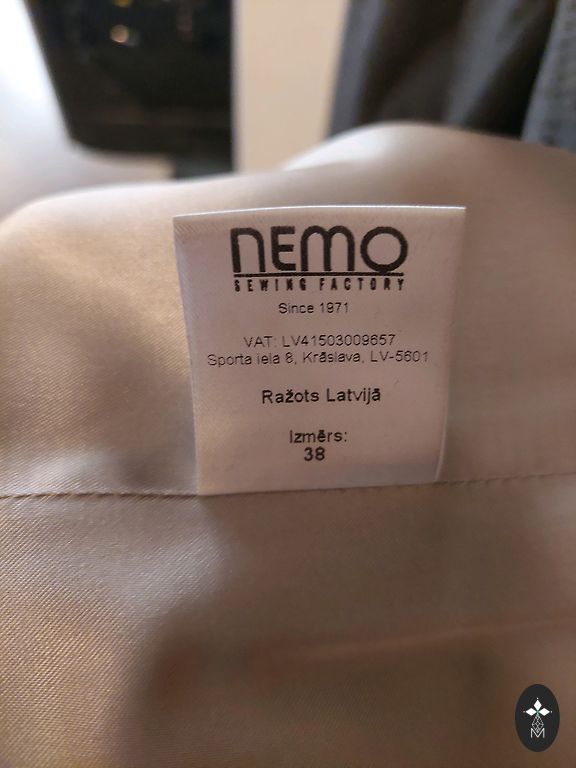 NEMO
SEWING FACTORY
Since 1971
VAT: LV41503009657
Sporta iela 8, Krāslava, LV-5601
Ražots Latvijā
Izmērs:
38
M